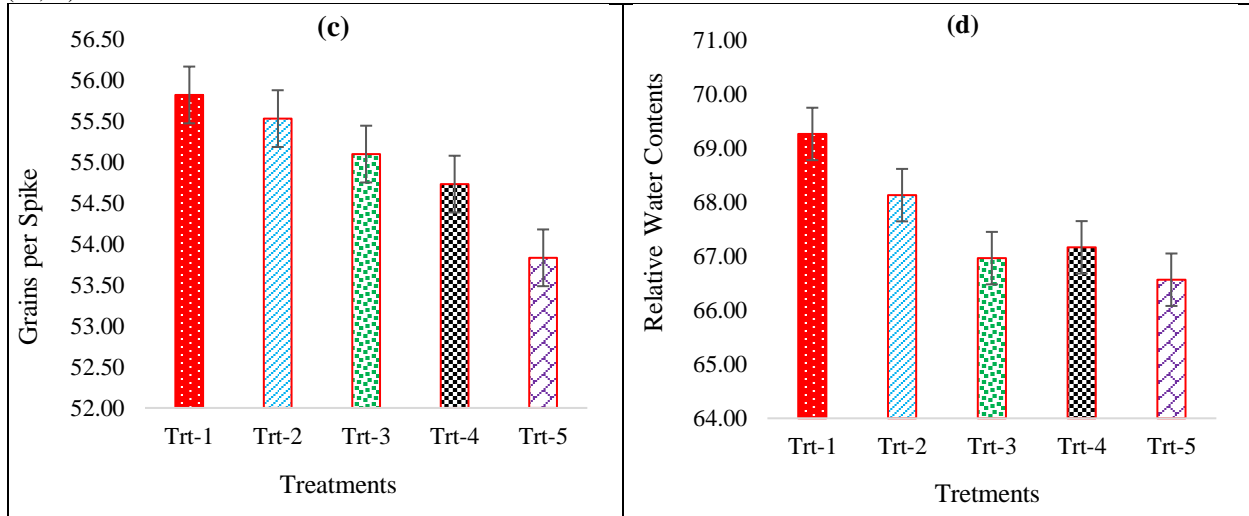 (c)
56.50
56.00
55.50
55.00
54.50
54.00
53.50
53.00
52.50
52.00
Grains per Spike
Trt-1 Trt-2 Trt-3 Trt-4 Trt-5
Treatments
(d)
71.00
70.00
69.00
68.00
67.00
66.00
65.00
64.00
Relative Water Contents
Trt-1 Trt-2 Trt-3 Trt-4 Trt-5
Tretments